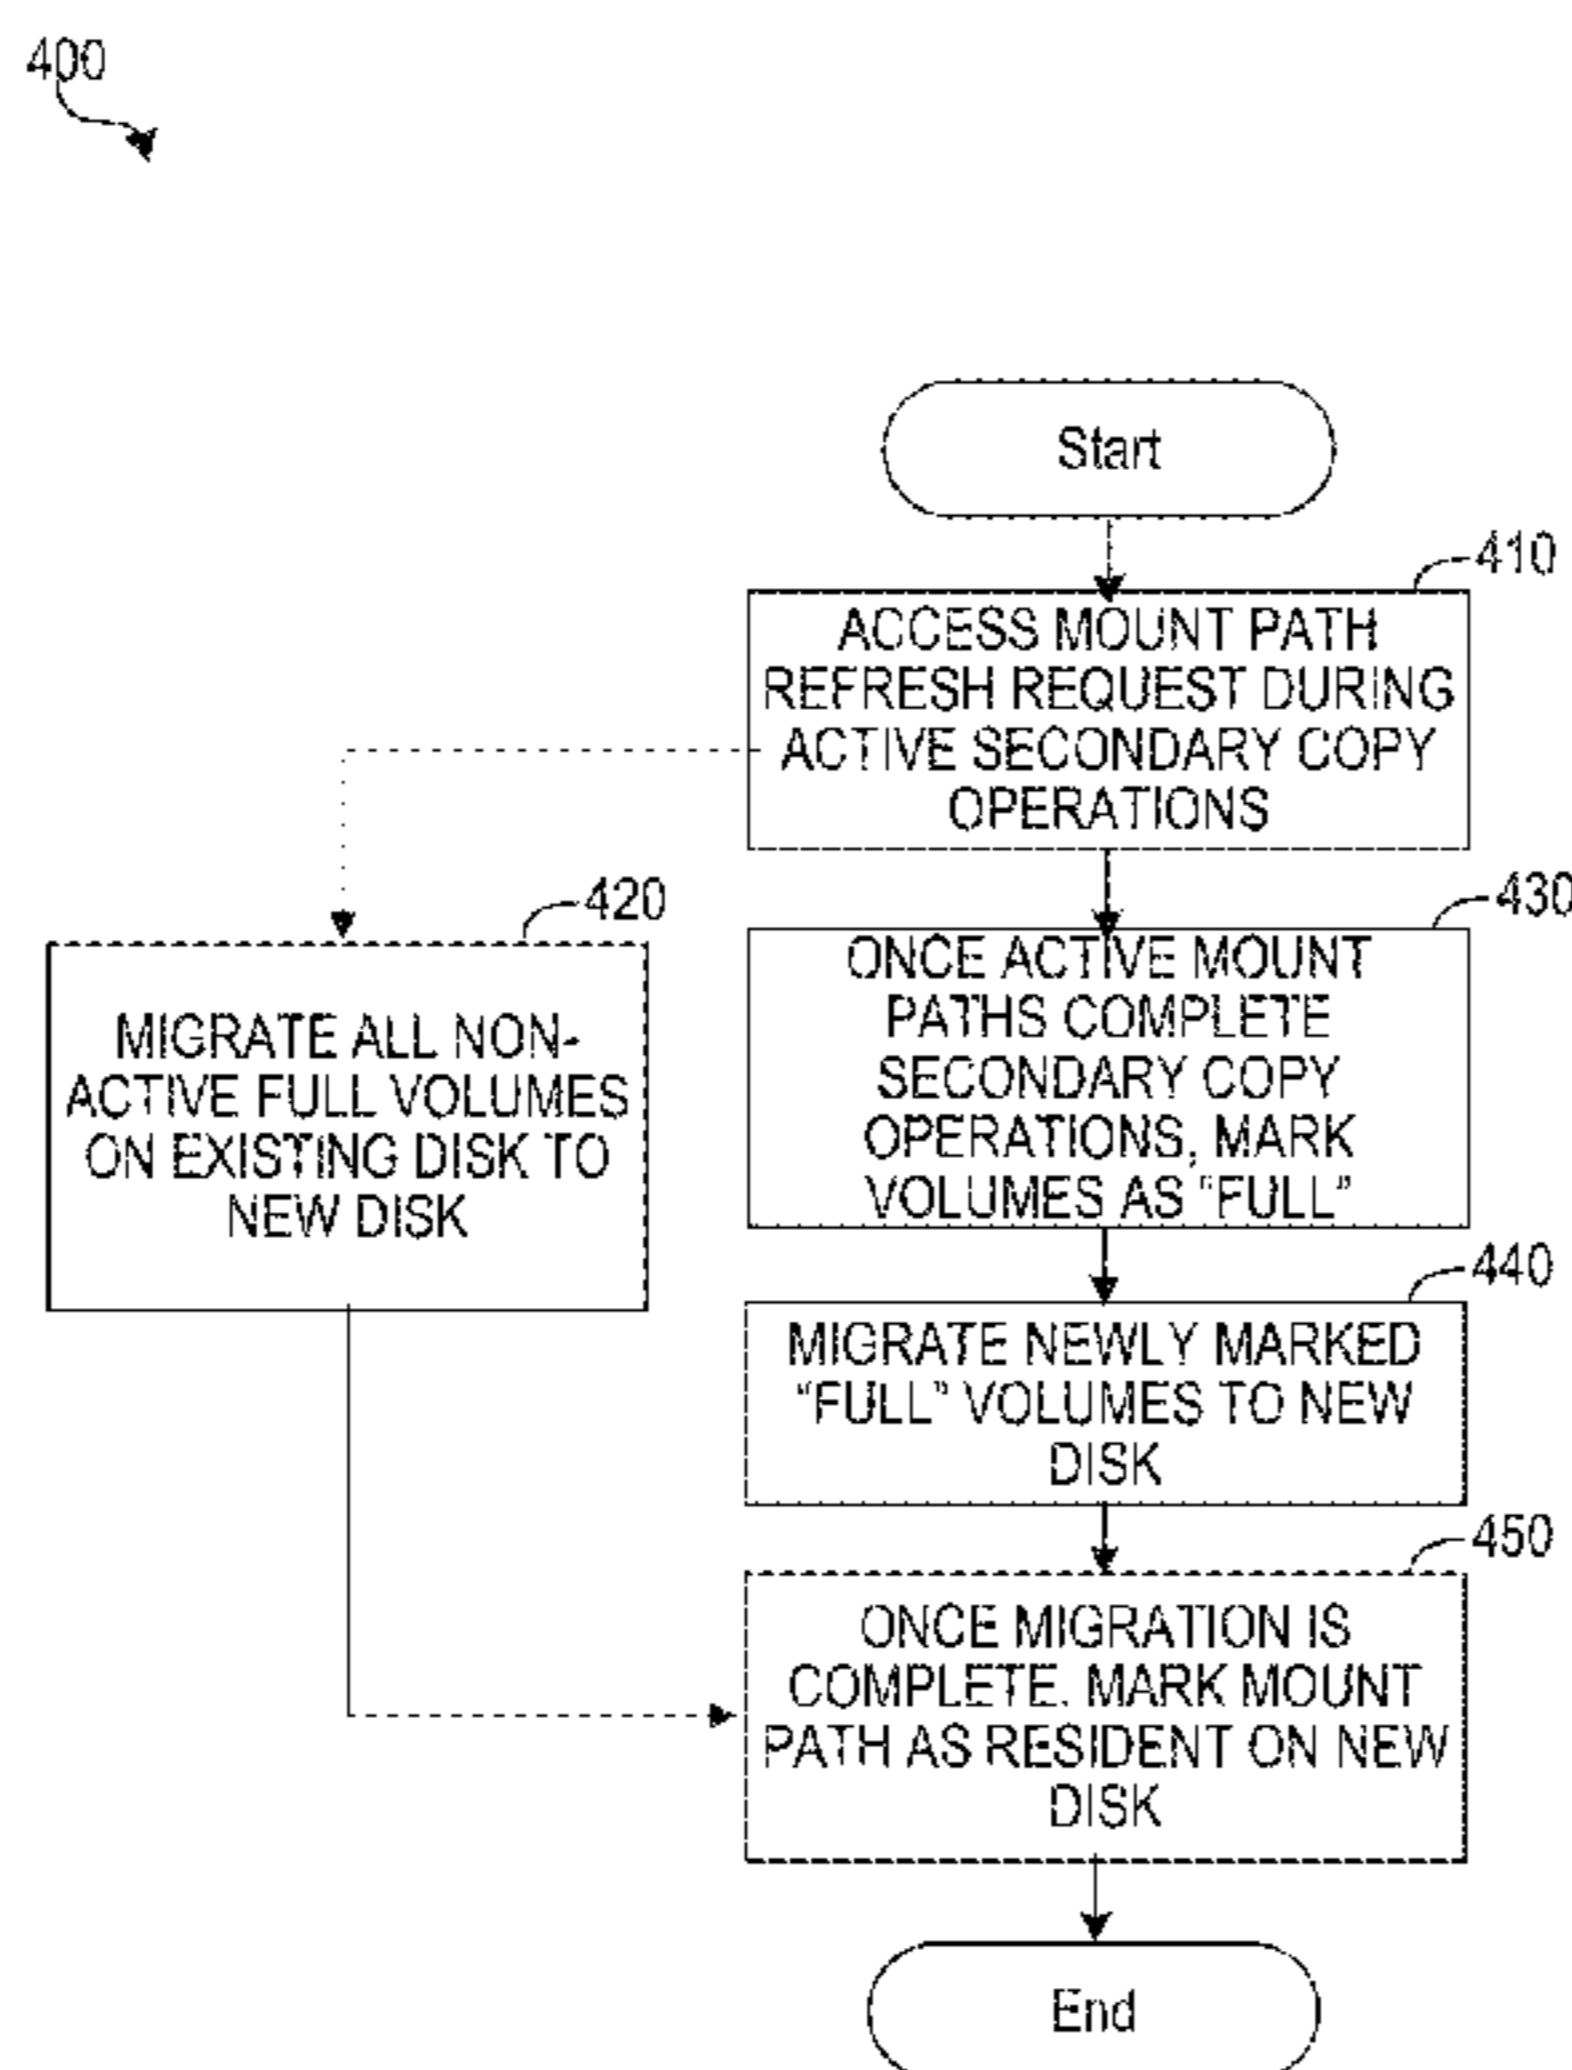 400
Start
410
ACCESS MOUNT PATH
REFRESH REQUEST DURING
ACTIVE SECONDARY COPY
OPERATIONS
420
MIGRATE ALL NON-
ACTIVE FULL VOLUMES
ON EXISTING DISK TO
NEW DISK
430
ONCE ACTIVE MOUNT
PATHS COMPLETE
SECONDARY COPY
OPERATIONS, MARK
VOLUMES AS “FULL”
440
MIGRATE NEWLY MARKED
“FULL” VOLUMES TO NEW
DISK
450
ONCE MIGRATION IS
COMPLETE, MARK MOUNT
PATH AS RESIDENT ON NEW
DISK
End